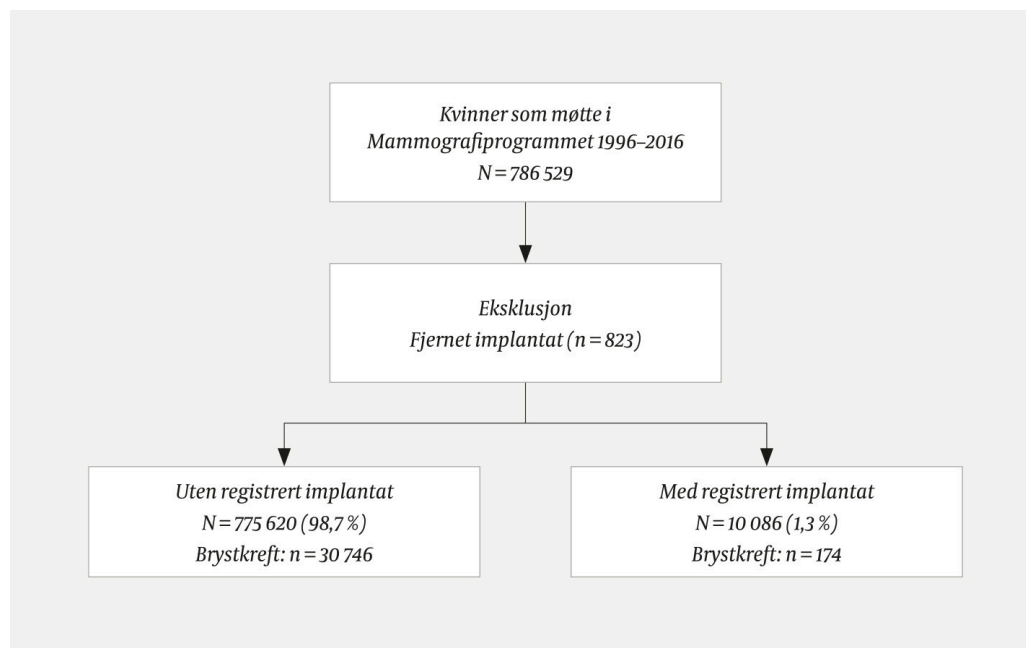 Kvinner som møtte i
Mammografiprogrammet 1996–2016
N = 786 529
Eksklusjon
Fjernet implantat (n = 823)
Uten registrert implantat
N = 775 620 (98,7 %)
Brystkreft: n = 30 746
Med registrert implantat
N = 10 086 (1,3 %)
Brystkreft: n = 174